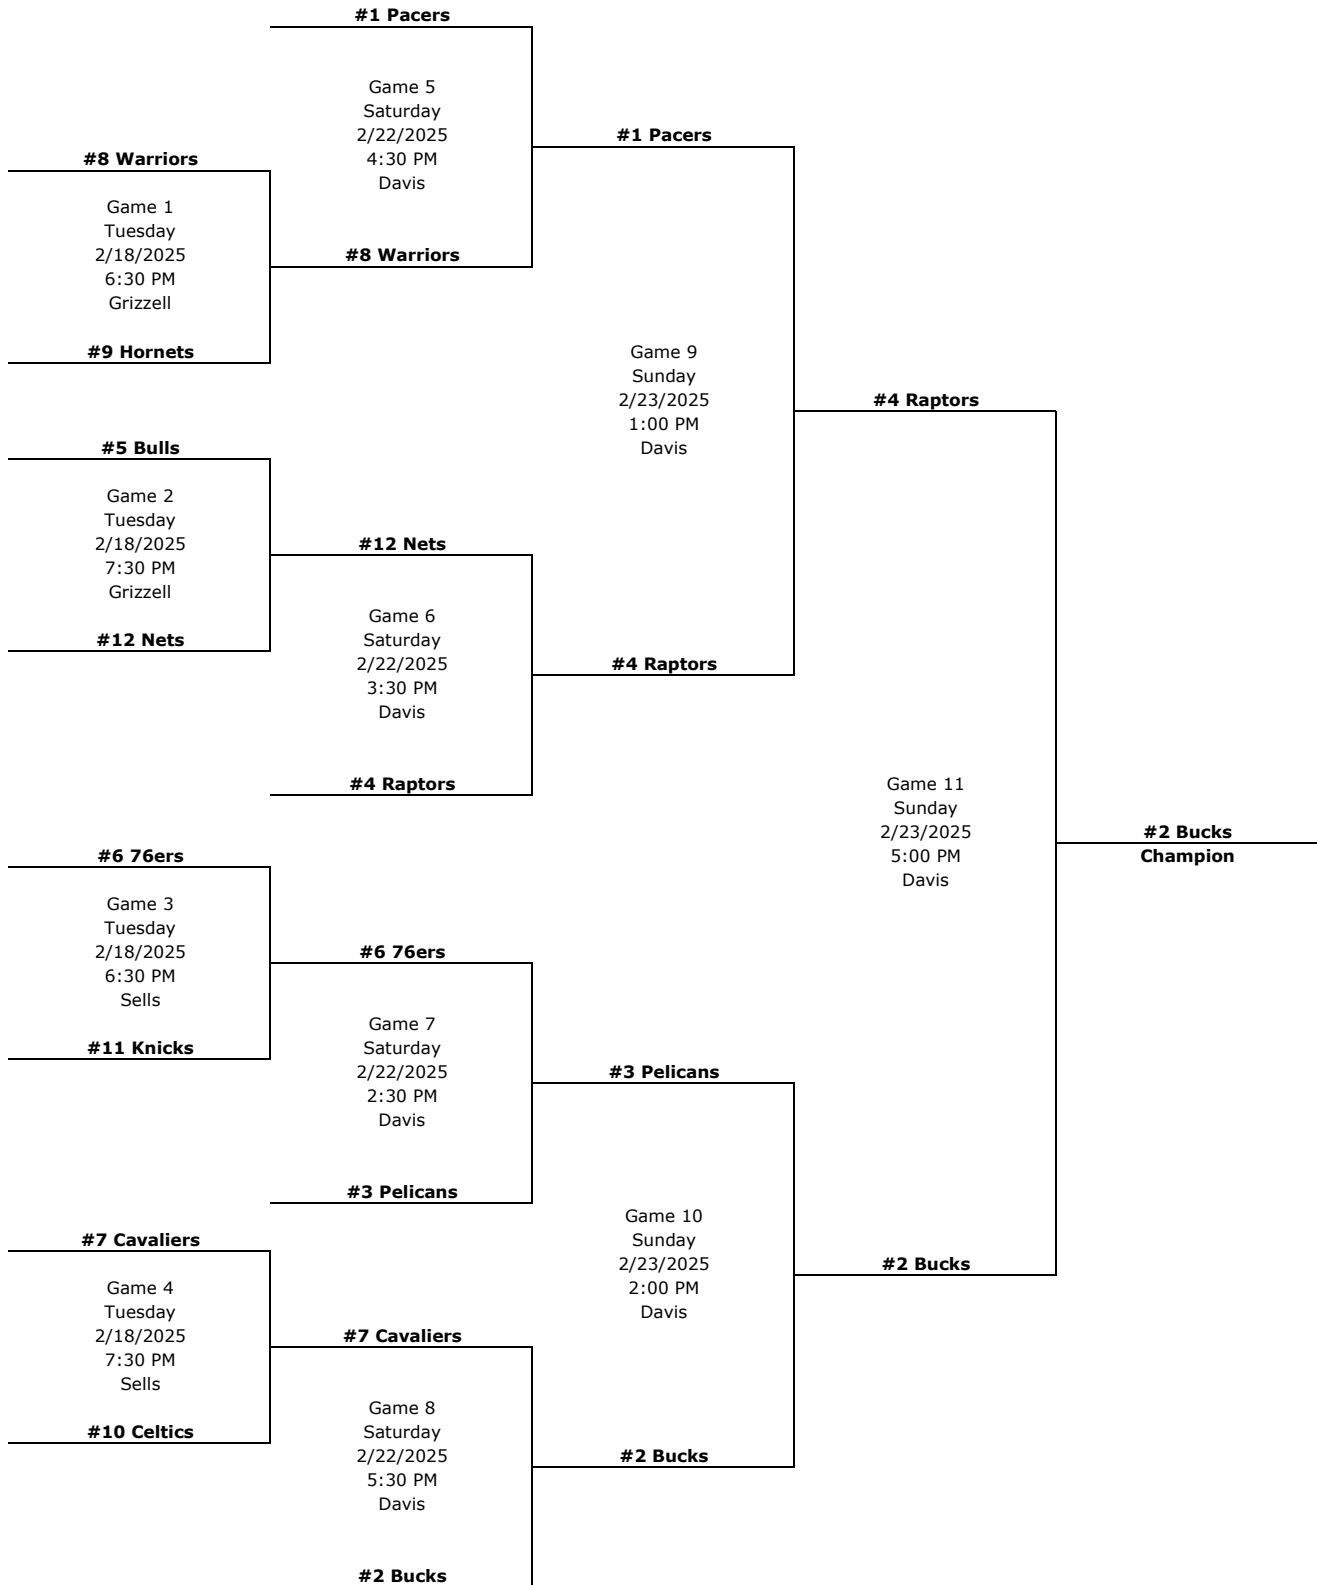 #1 Pacers
Game 5
Saturday
2/22/2025
4:30 PM
Davis
#8 Warriors
#1 Pacers
#8 Warriors
Game 1
Tuesday
2/18/2025
6:30 PM
Grizzell
#9 Hornets
Game 9
Sunday
2/23/2025
1:00 PM
Davis
#4 Raptors
#5 Bulls
Game 2
Tuesday
2/18/2025
7:30 PM
Grizzell
#12 Nets
#12 Nets
Game 6
Saturday
2/22/2025
3:30 PM
Davis
#4 Raptors
#4 Raptors
Game 11
Sunday
2/23/2025
5:00 PM
Davis
#2 Bucks
Champion
#6 76ers
Game 3
Tuesday
2/18/2025
6:30 PM
Sells
#11 Knicks
#6 76ers
Game 7
Saturday
2/22/2025
2:30 PM
Davis
#3 Pelicans
#3 Pelicans
Game 10
Sunday
2/23/2025
2:00 PM
Davis
#2 Bucks
#7 Cavaliers
Game 4
Tuesday
2/18/2025
7:30 PM
Sells
#10 Celtics
#7 Cavaliers
Game 8
Saturday
2/22/2025
5:30 PM
Davis
#2 Bucks
#2 Bucks